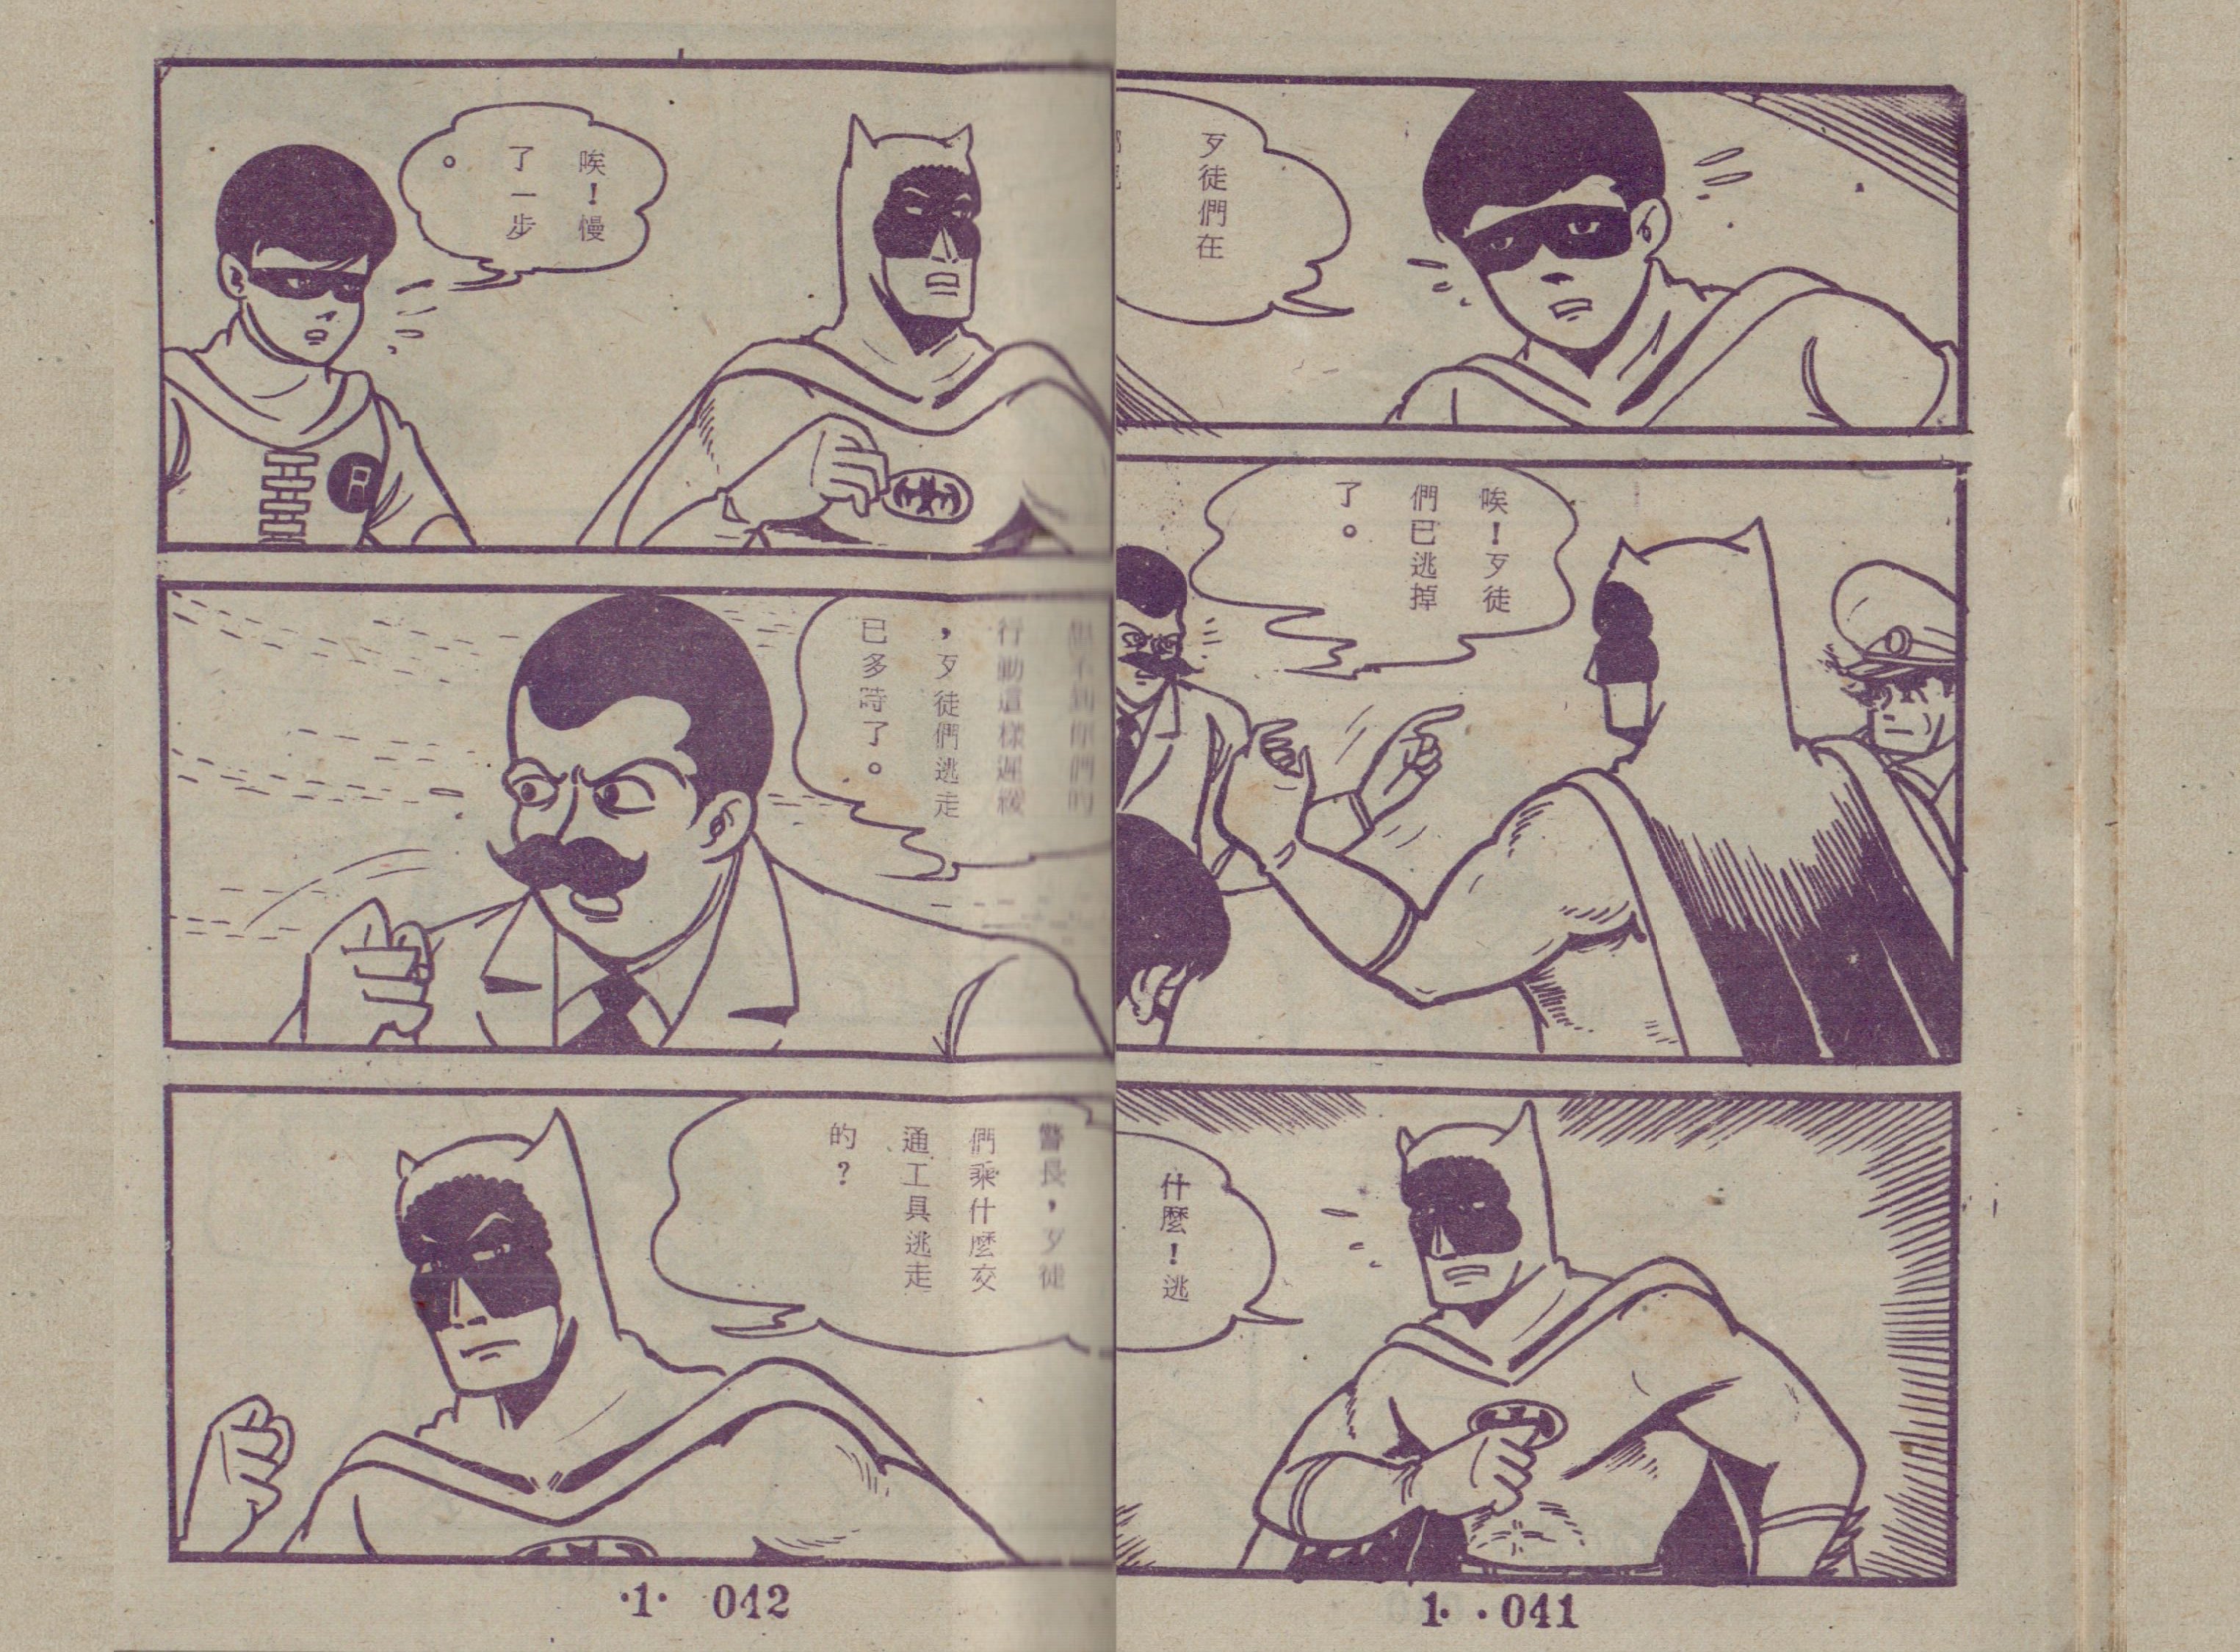 歹徒們在
唉！歹徒
們已逃掉
了。
什麼！逃
1··041
唉！慢
了一步
。
行動這樣遲緩
，歹徒們逃走
已多時了。
警長，歹徒
們乘什麼交
通工具逃走
的？
·1· 042